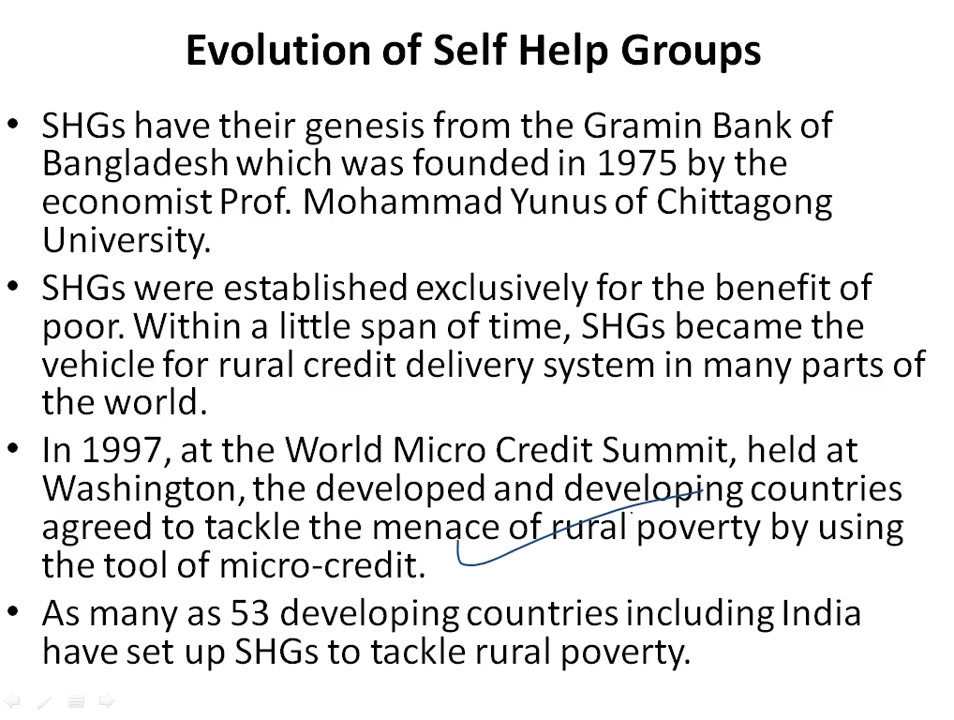 Evolution of Self Help Groups
• SHGs have their genesis from the Gramin Bank of
Bangladesh which was founded in 1975 by the
economist Prof. Mohammad Yunus of Chittagong
University.
• SHGs were established exclusively for the benefit of
poor. Within a little span of time, SHGs became the
vehicle for rural credit delivery system in many parts of
the world.
• In 1997, at the World Micro Credit Summit, held at
Washington, the developed and developing countries
agreed to tackle the menace of rural poverty by using
the tool of micro-credit.
• As many as 53 developing countries including India
have set up SHGs to tackle rural poverty.